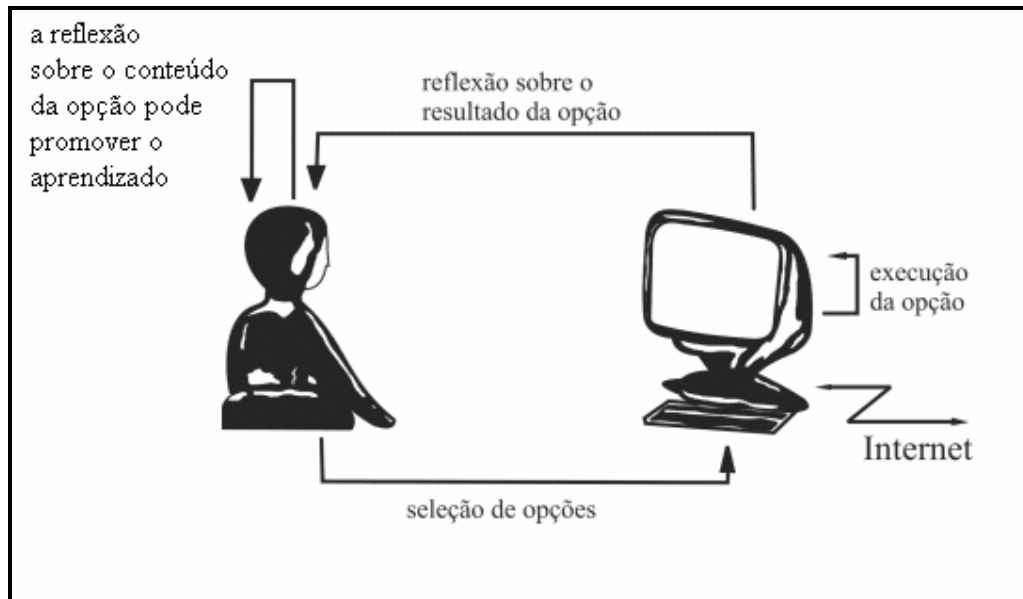 a reflexão
sobre o conteúdo
da opção pode
promover o
aprendizado
reflexão sobre o
resultado da opção
execução
da opção
Internet
seleção de opções